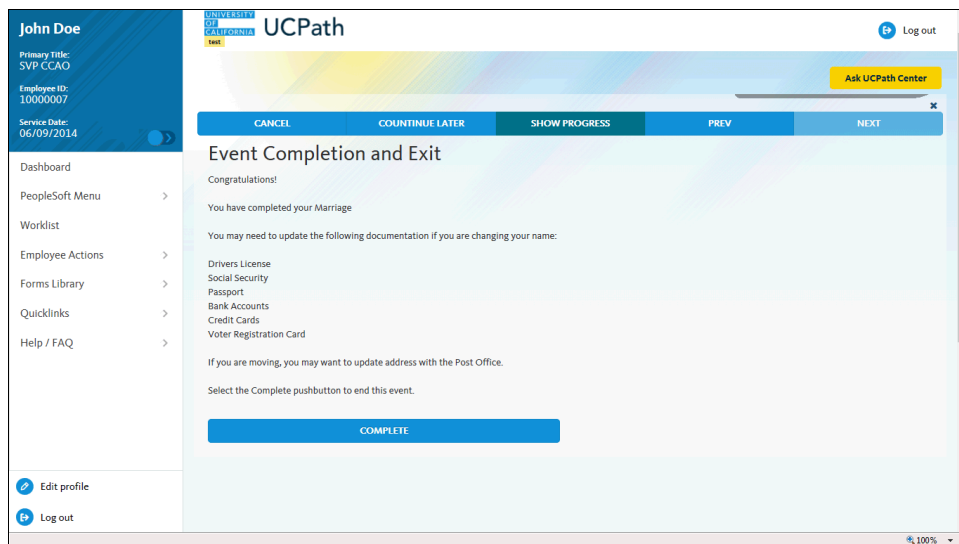 John Doe
Primary Title:
SVP CCAO
Employee ID:
10000007
Service Date:
06/09/2014
Dashboard
PeopleSoft Menu
Worklist
Employee Actions
Forms Library
Quicklinks
Help / FAQ
Edit profile
Log out
UNIVERSITY
OF
CALIFORNIA
test
UCPath
Log out
Ask UCPath Center
CANCEL
COUNTINUE LATER
SHOW PROGRESS
PREV
NEXT
Event Completion and Exit
Congratulations!
You have completed your Marriage
You may need to update the following documentation if you are changing your name:
Drivers License
Social Security
Passport
Bank Accounts
Credit Cards
Voter Registration Card
If you are moving, you may want to update address with the Post Office.
Select the Complete pushbutton to end this event.
COMPLETE
100%